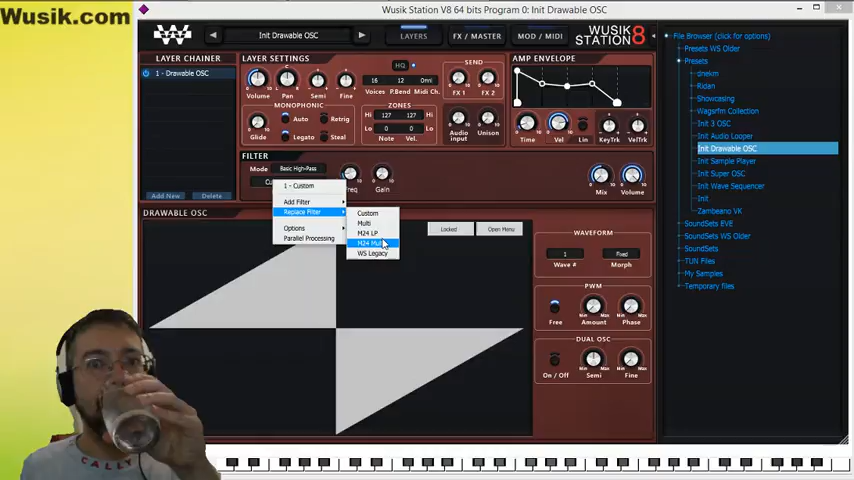 Wusik.com
Wusik Station V8 64 bits Program 0: Init Drawable OSC
Init Drawable OSC
LAYERS
FX / MASTER
MOD / MIDI
WUSIK
STATION 8
LAYER CHAINER
1 - Drawable OSC
Add New
Delete
LAYER SETTINGS
HQ
Volume
Pan
Semi
Fine
16
12
Omni
Voices
P.Bend
Midi Ch.
MONOPHONIC
Auto
Retrig
Glide
Legato
Steal
ZONES
Hi
127
127
Lo
0
0
Note
Vel.
SEND
FX 1
FX 2
Audio
input
Unison
AMP ENVELOPE
Time
Vel
Lin
KeyTrk
VelTrk
FILTER
Mode
Basic High-Pass
Freq
Gain
Mix
Volume
1 - Custom
Add Filter
Replace Filter
Options
Parallel Processing
Custom
Multi
M24 LP
M24 Multi
WS Legacy
DRAWABLE OSC
Locked
Open Menu
WAVEFORM
1
Fixed
Wave #
Morph
PWM
Free
Amount
Phase
DUAL OSC
On / Off
Semi
Fine
File Browser (click for options)
Presets WS Older
Presets
dnekm
Ridan
Showcasing
Wagsrfm Collection
Init 3 OSC
Init Audio Looper
Init Drawable OSC
Init Sample Player
Init Super OSC
Init Wave Sequencer
Init
Zambeano VK
SoundSets EVE
SoundSets WS Older
SoundSets
TUN Files
My Samples
Temporary files
CALLY